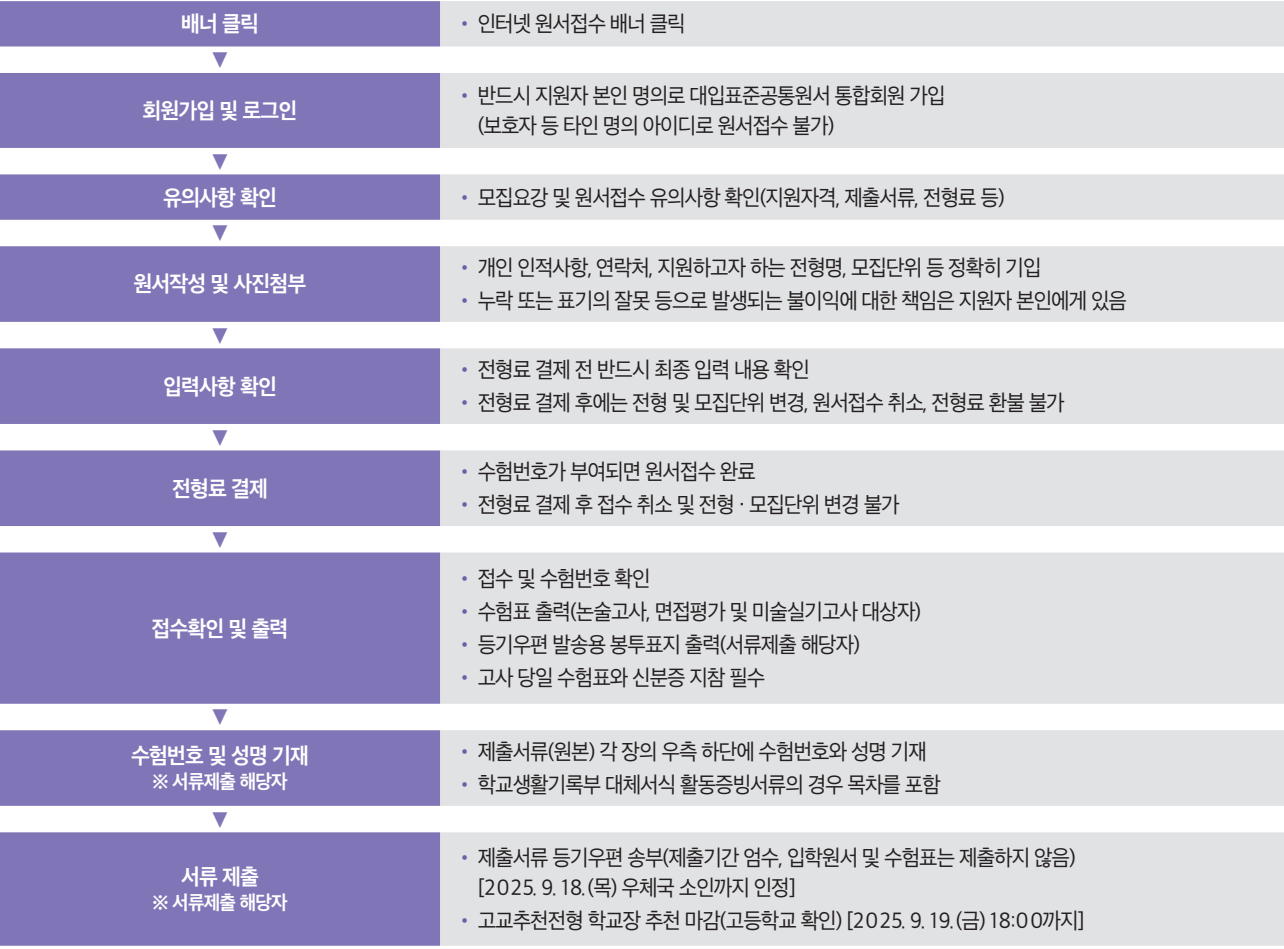 배너 클릭
• 인터넷 원서접수 배너 클릭
▼
회원가입 및 로그인
• 반드시 지원자 본인 명의로 대입표준공통원서 통합회원 가입
(보호자 등 타인 명의 아이디로 원서접수 불가)
▼
유의사항 확인
• 모집요강 및 원서접수 유의사항 확인(지원자격, 제출서류, 전형료 등)
▼
원서작성 및 사진첨부
• 개인 인적사항, 연락처, 지원하고자 하는 전형명, 모집단위 등 정확히 기입
• 누락 또는 표기의 잘못 등으로 발생되는 불이익에 대한 책임은 지원자 본인에게 있음
▼
입력사항 확인
• 전형료 결제 전 반드시 최종 입력 내용 확인
• 전형료 결제 후에는 전형 및 모집단위 변경, 원서접수 취소, 전형료 환불 불가
▼
전형료 결제
• 수험번호가 부여되면 원서접수 완료
• 전형료 결제 후 접수 취소 및 전형 · 모집단위 변경 불가
▼
접수확인 및 출력
• 접수 및 수험번호 확인
• 수험표 출력(논술고사, 면접평가 및 미술실기고사 대상자)
• 등기우편 발송용 봉투표지 출력(서류제출 해당자)
• 고사 당일 수험표와 신분증 지참 필수
▼
수험번호 및 성명 기재
※ 서류제출 해당자
• 제출서류(원본) 각 장의 우측 하단에 수험번호와 성명 기재
• 학교생활기록부 대체서식 활동증빙서류의 경우 목차를 포함
▼
서류 제출
※ 서류제출 해당자
• 제출서류 등기우편 송부(제출기간 엄수, 입학원서 및 수험표는 제출하지 않음)
[2025. 9. 18.(목) 우체국 소인까지 인정]
• 고교추천전형 학교장 추천 마감(고등학교 확인) [2025. 9. 19.(금) 18:00까지]